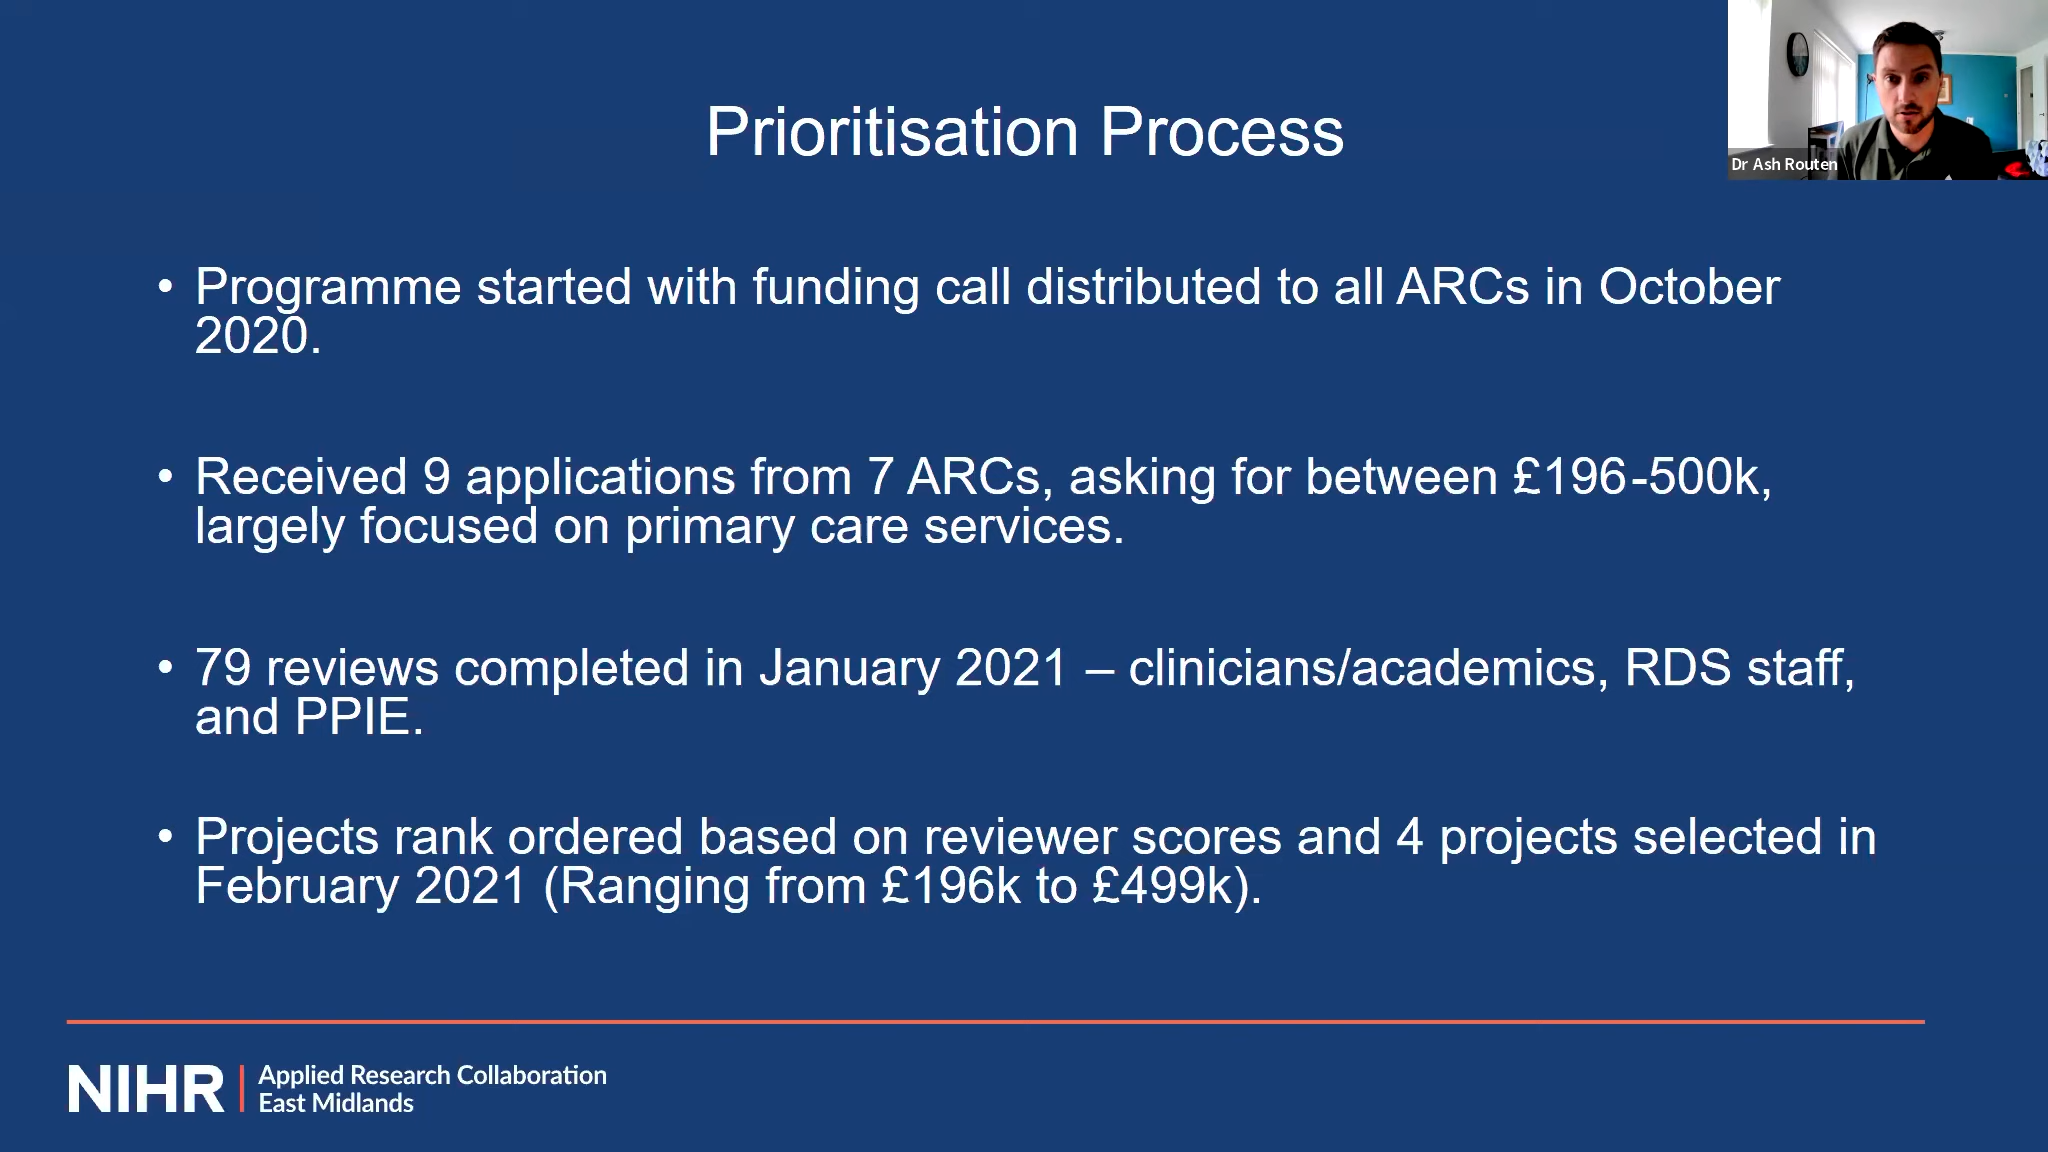 Prioritisation Process
Dr Ash Routen
• Programme started with funding call distributed to all ARCs in October
2020.
• Received 9 applications from 7 ARCs, asking for between £196-500k,
largely focused on primary care services.
• 79 reviews completed in January 2021 – clinicians/academics, RDS staff,
and PPIE.
• Projects rank ordered based on reviewer scores and 4 projects selected in
February 2021 (Ranging from £196k to £499k).
NIHR | Applied Research Collaboration
East Midlands